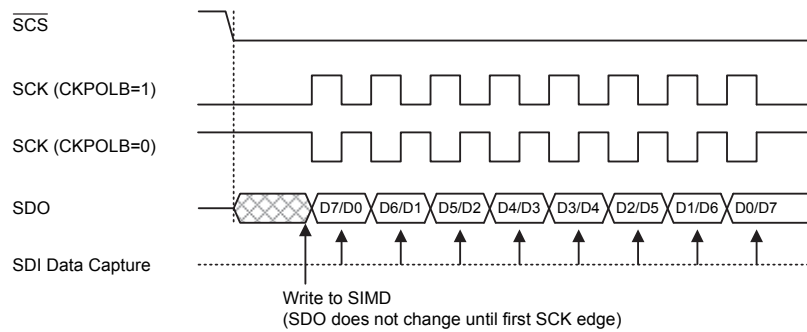 SCS
SCK (CKPOLB=1)
SCK (CKPOLB=0)
SDO
D7/D0 D6/D1 D5/D2 D4/D3 D3/D4 D2/D5 D1/D6 D0/D7
SDI Data Capture
Write to SIMD
(SDO does not change until first SCK edge)